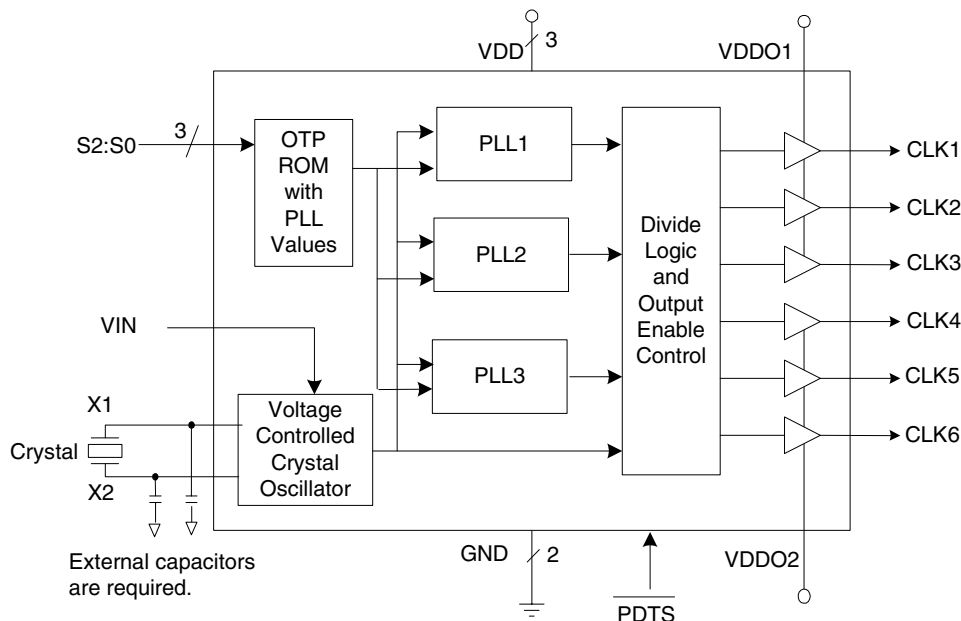 VDD
3
VDDO1
S2:S0
3
OTP
ROM
with
PLL
Values
PLL1
PLL2
PLL3
Divide
Logic
and
Output
Enable
Control
CLK1
CLK2
CLK3
CLK4
CLK5
CLK6
VIN
X1
Crystal
X2
Voltage
Controlled
Crystal
Oscillator
External capacitors
are required.
GND
2
PDTS
VDDO2